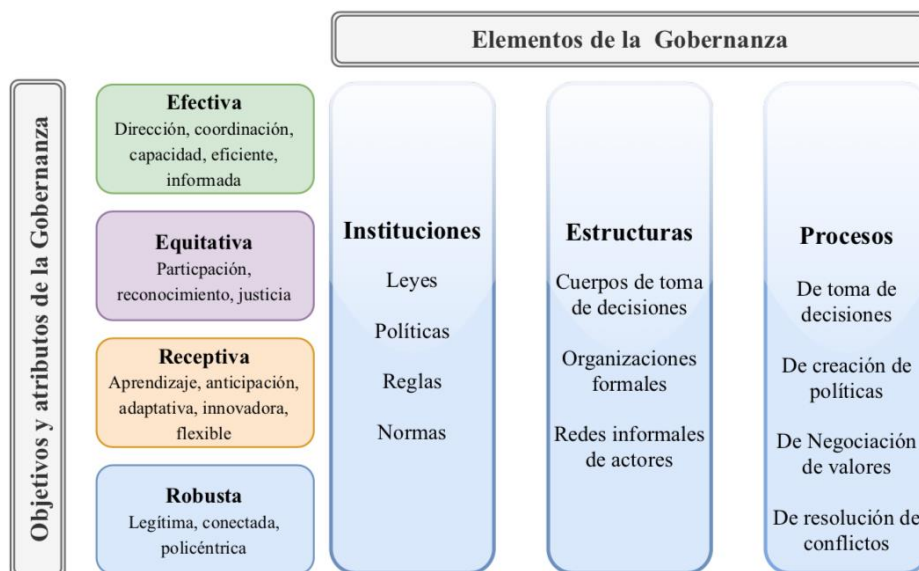 Elementos de la Gobernanza
Objetivos y atributos de la Gobernanza
Efectiva
Dirección, coordinación,
capacidad, eficiente,
informada
Equitativa
Particpación,
reconocimiento, justicia
Receptiva
Aprendizaje, anticipación,
adaptativa, innovadora,
flexible
Robusta
Legítima, conectada,
policéntrica
Instituciones
Leyes
Políticas
Reglas
Normas
Estructuras
Cuerpos de toma
de decisiones
Organizaciones
formales
Redes informales
de actores
Procesos
De toma de
decisiones
De creación de
políticas
De Negociación
de valores
De resolución de
conflictos